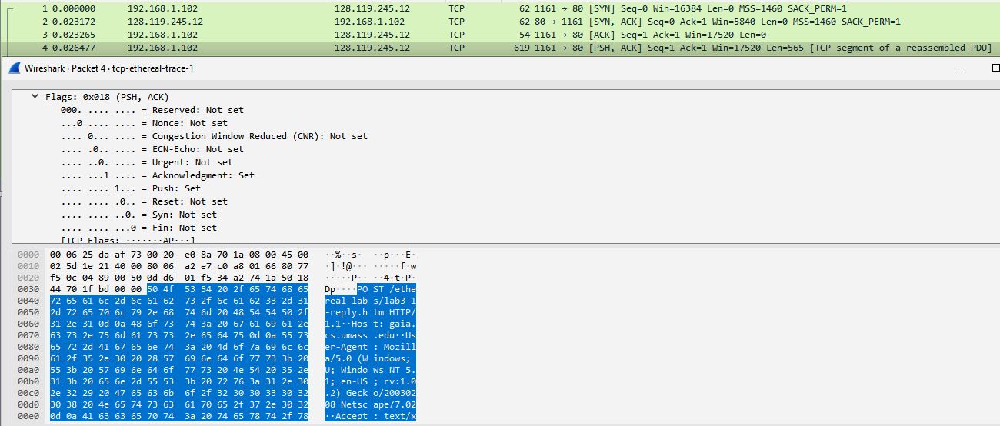 1 0.000000 192.168.1.102 128.119.245.12 TCP 62 1161 → 80 [SYN] Seq=0 Win=16384 Len=0 MSS=1460 SACK_PERM=1
2 0.023172 128.119.245.12 192.168.1.102 TCP 62 80 → 1161 [SYN, ACK] Seq=0 Ack=1 Win=5840 Len=0 MSS=1460 SACK_PERM=1
3 0.023265 192.168.1.102 128.119.245.12 TCP 54 1161 → 80 [ACK] Seq=1 Ack=1 Win=17520 Len=0
4 0.026477 192.168.1.102 128.119.245.12 TCP 619 1161 → 80 [PSH, ACK] Seq=1 Ack=1 Win=17520 Len=565 [TCP segment of a reassembled PDU]
Wireshark · Packet 4 · tcp-ethereal-trace-1
Flags: 0x018 (PSH, ACK)
000. .... .... = Reserved: Not set
...0 .... .... = Nonce: Not set
.... 0... .... = Congestion Window Reduced (CWR): Not set
.... .0.. .... = ECN-Echo: Not set
.... ..0. .... = Urgent: Not set
.... ...1 .... = Acknowledgment: Set
.... .... 1... = Push: Set
.... .... .0.. = Reset: Not set
.... .... ..0. = Syn: Not set
.... .... ...0 = Fin: Not set
[TCP Flags: ·······AP···]
0000 00 06 25 da af 73 00 20 e0 8a 70 1a 08 00 45 00 ··%··s· ··p···E·
0010 02 5d 1e 21 40 00 80 06 a2 e7 c0 a8 01 66 80 77 ·]·!@··· ·····f·w
0020 f5 0c 04 89 00 50 0d d6 01 f5 34 a2 74 1a 50 18 ·····P·· ··4·t·P·
0030 44 70 1f bd 00 00 50 4f 53 54 20 2f 65 74 68 65 Dp····PO ST /ethe
0040 72 65 61 6c 2d 6c 61 62 73 2f 6c 61 62 33 2d 31 real-lab s/lab3-1
0050 2d 72 65 70 6c 79 2e 68 74 6d 20 48 54 54 50 2f -reply.h tm HTTP/
0060 31 2e 31 0d 0a 48 6f 73 74 3a 20 67 61 69 61 2e 1.1··Hos t: gaia.
0070 63 73 2e 75 6d 61 73 73 2e 65 64 75 0d 0a 55 73 cs.umass .edu··Us
0080 65 72 2d 41 67 65 6e 74 3a 20 4d 6f 7a 69 6c 6c er-Agent : Mozill
0090 61 2f 35 2e 30 20 28 57 69 6e 64 6f 77 73 3b 20 a/5.0 (W indows;
00a0 55 3b 20 57 69 6e 64 6f 77 73 20 4e 54 20 35 2e U; Windo ws NT 5.
00b0 31 3b 20 65 6e 2d 55 53 3b 20 72 76 3a 31 2e 30 1; en-US ; rv:1.0
00c0 2e 32 29 20 47 65 63 6b 6f 2f 32 30 30 33 30 32 .2) Geck o/200302
00d0 30 38 20 4e 65 74 73 63 61 70 65 2f 37 2e 30 32 08 Netsc ape/7.02
00e0 0d 0a 41 63 63 65 70 74 3a 20 74 65 78 74 2f 78 ··Accept : text/x